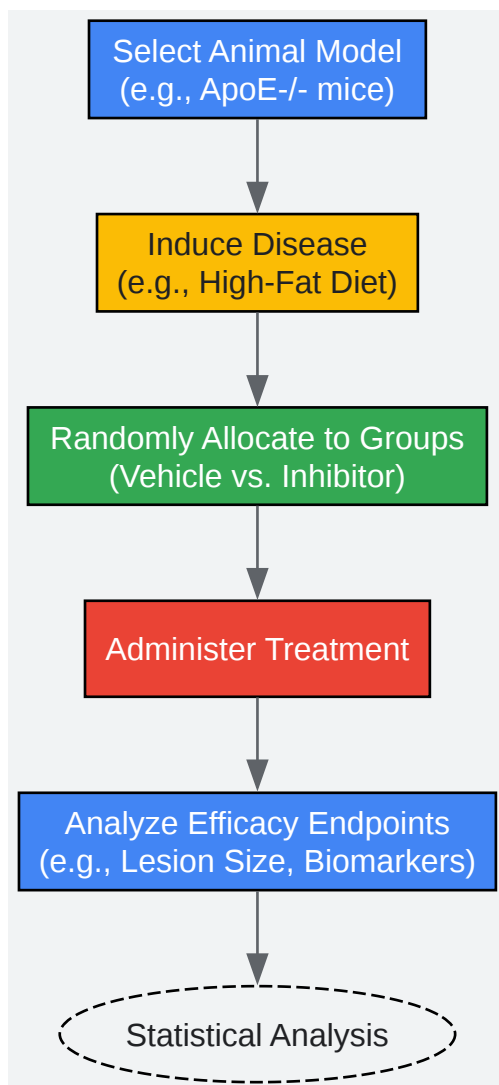 Select Animal Model
(e.g., ApoE-/- mice)
Induce Disease
(e.g., High-Fat Diet)
Randomly Allocate to Groups
(Vehicle vs. Inhibitor)
Administer Treatment
Analyze Efficacy Endpoints
(e.g., Lesion Size, Biomarkers)
Statistical Analysis